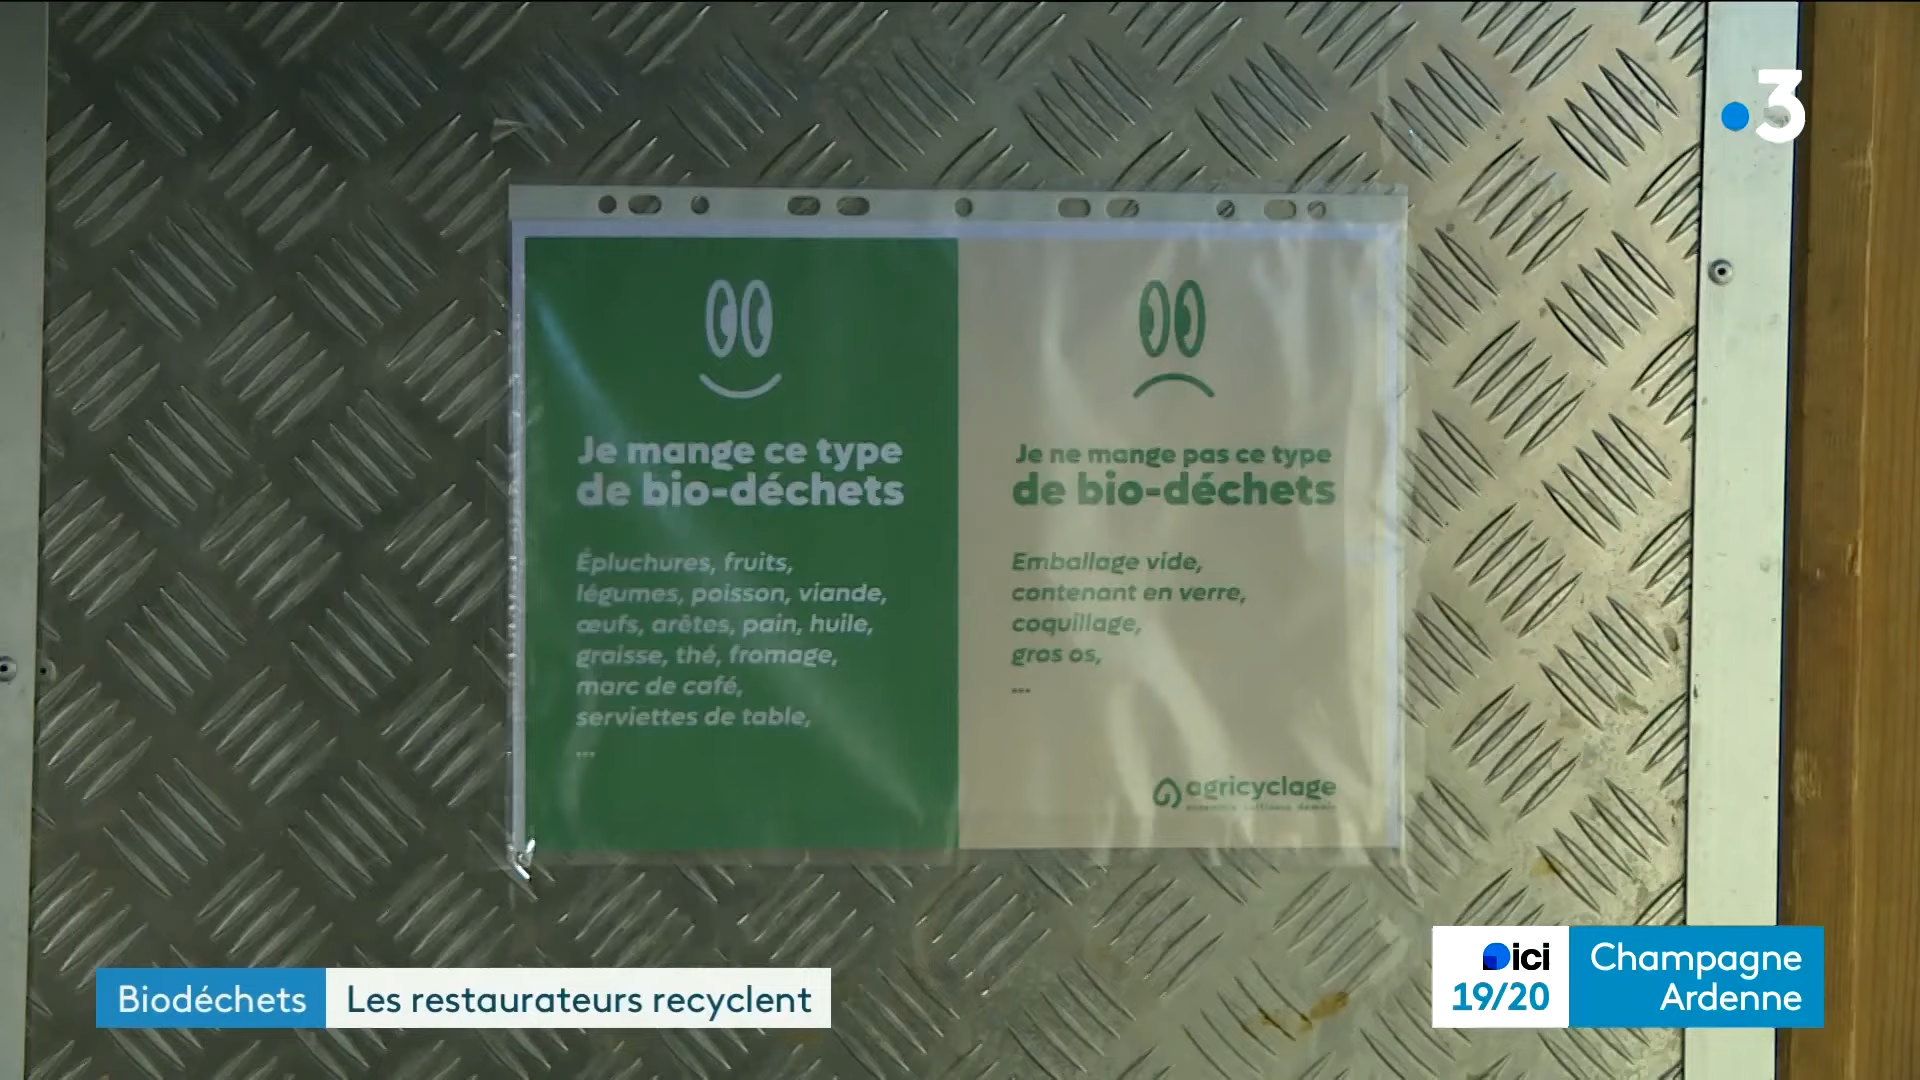 3
Je mange ce type
de bio-déchets
Épluchures, fruits,
légumes, poisson, viande,
œufs, arêtes, pain, huile,
graisse, thé, fromage,
marc de café,
serviettes de table,
...
Je ne mange pas ce type
de bio-déchets
Emballage vide,
contenant en verre,
coquillage,
gros os,
...
agricyclage
Biodéchets
Les restaurateurs recyclent
ici
19/20
Champagne
Ardenne